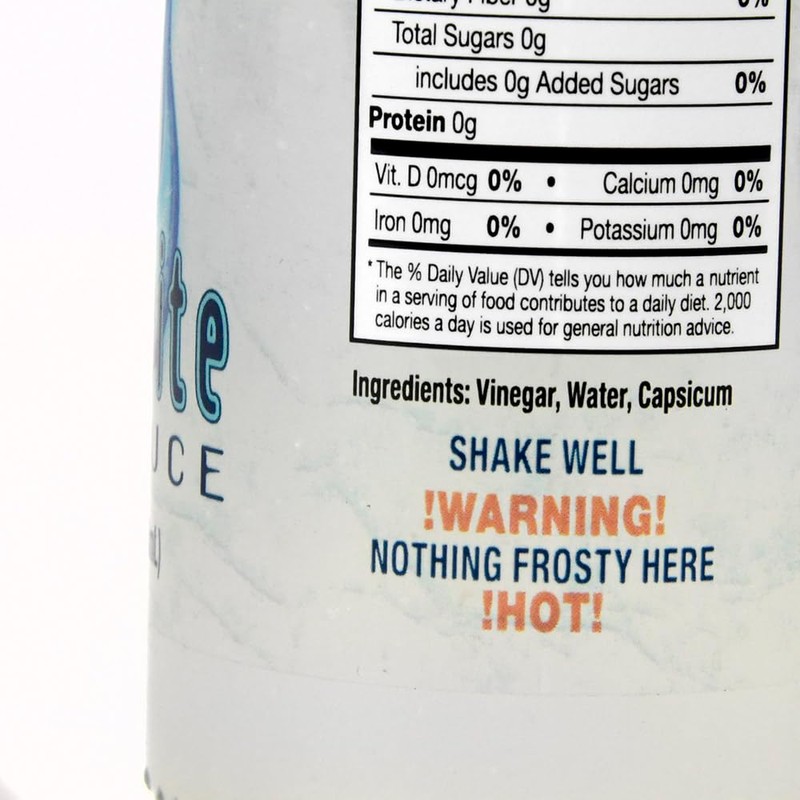 Total Sugars 0g
includes 0g Added Sugars 0%
Protein 0g
Vit. D 0mcg 0% • Calcium 0mg 0%
Iron 0mg 0% • Potassium 0mg 0%
*The % Daily Value (DV) tells you how much a nutrient
in a serving of food contributes to a daily diet. 2,000
calories a day is used for general nutrition advice.
Ingredients: Vinegar, Water, Capsicum
SHAKE WELL
!WARNING!
NOTHING FROSTY HERE
!HOT!